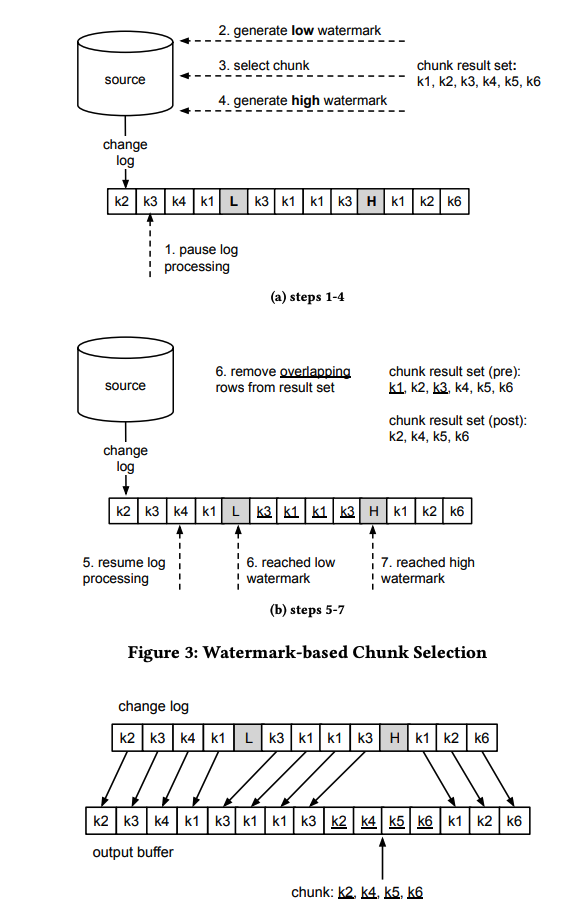 2. generate low watermark
3. select chunk
4. generate high watermark
chunk result set:
k1, k2, k3, k4, k5, k6
source
change
log
k2 k3 k4 k1 L k3 k1 k1 k3 H k1 k2 k6
1. pause log
processing
(a) steps 1-4
source
6. remove overlapping
rows from result set
chunk result set (pre):
k1, k2, k3, k4, k5, k6
chunk result set (post):
k2, k4, k5, k6
change
log
k2 k3 k4 k1 L k3 k1 k1 k3 H k1 k2 k6
5. resume log
processing
6. reached low
watermark
7. reached high
watermark
(b) steps 5-7
Figure 3: Watermark-based Chunk Selection
change log
k2 k3 k4 k1 L k3 k1 k1 k3 H k1 k2 k6
k2 k3 k4 k1 k3 k1 k1 k3 k2 k4 k5 k6 k1 k2 k6
output buffer
chunk: k2, k4, k5, k6